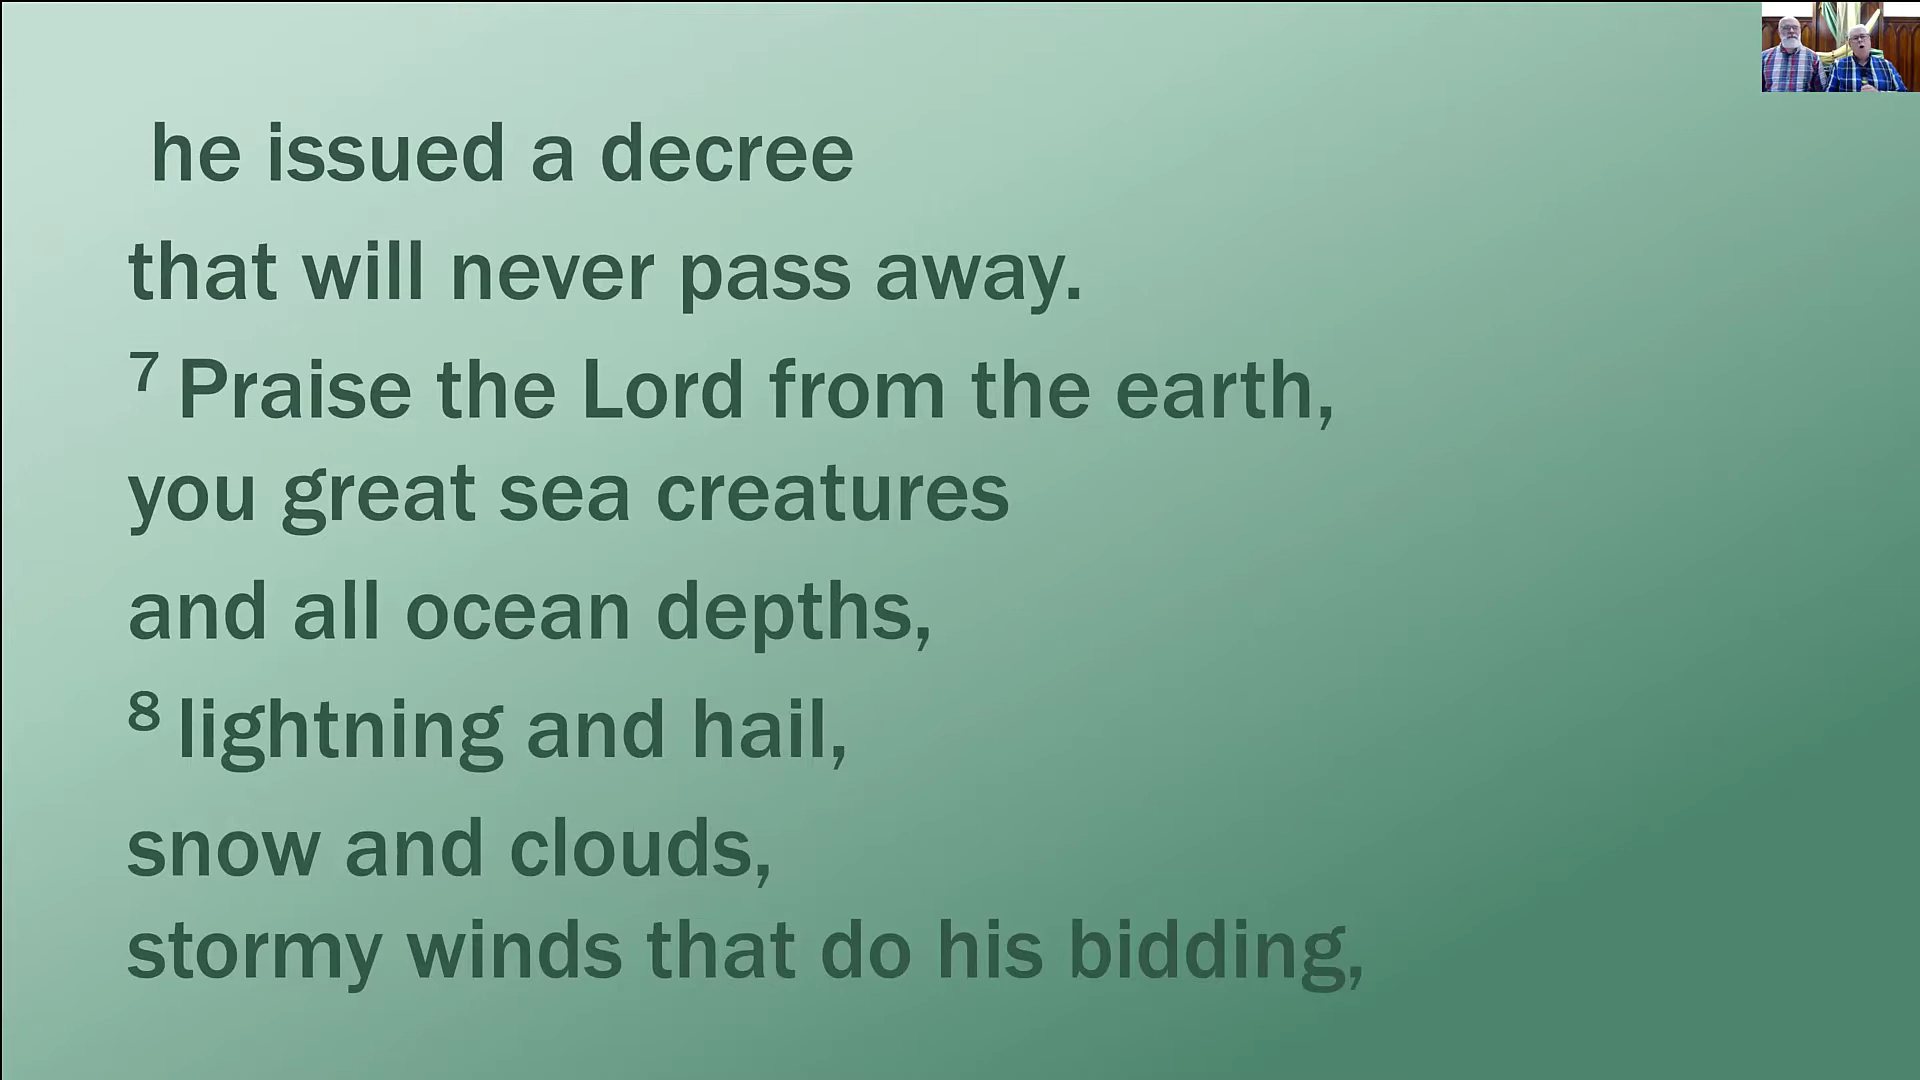 he issued a decree
that will never pass away.
7 Praise the Lord from the earth,
you great sea creatures
and all ocean depths,
8 lightning and hail,
snow and clouds,
stormy winds that do his bidding,